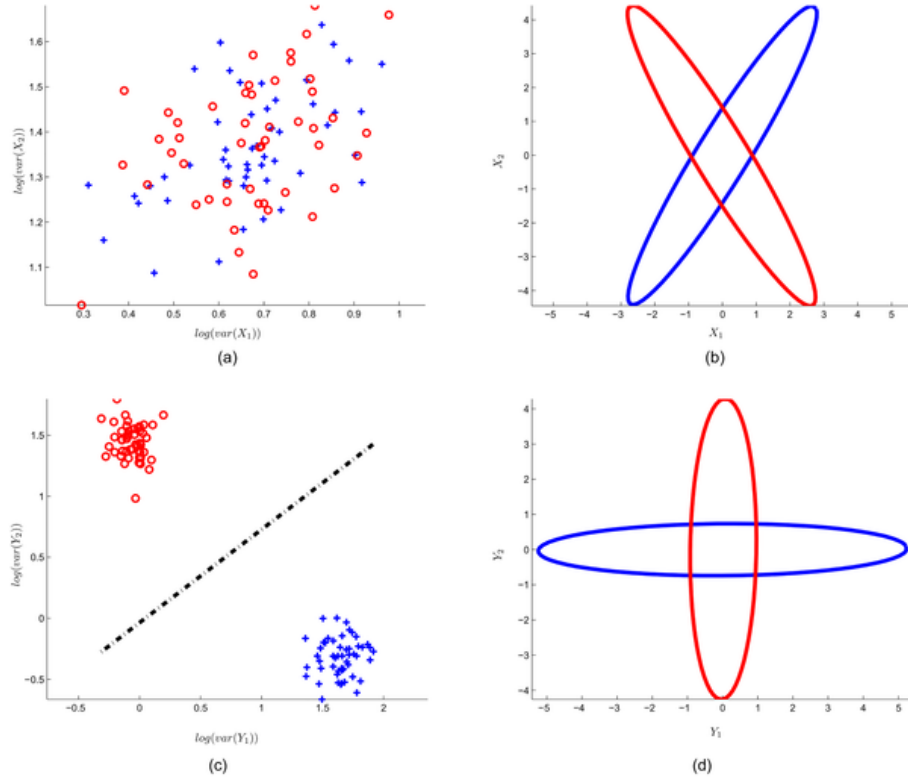 1.6
1.5
1.4
1.3
1.2
1.1
log(var(X₂))
0.3 0.4 0.5 0.6 0.7 0.8 0.9 1
log(var(X₁))
(a)
4
3
2
1
0
−1
−2
−3
−4
X₂
−5 −4 −3 −2 −1 0 1 2 3 4 5
X₁
(b)
1.5
1
0.5
0
−0.5
log(var(Y₂))
−0.5 0 0.5 1 1.5 2
log(var(Y₁))
(c)
4
3
2
1
0
−1
−2
−3
−4
Y₂
−5 −4 −3 −2 −1 0 1 2 3 4 5
Y₁
(d)